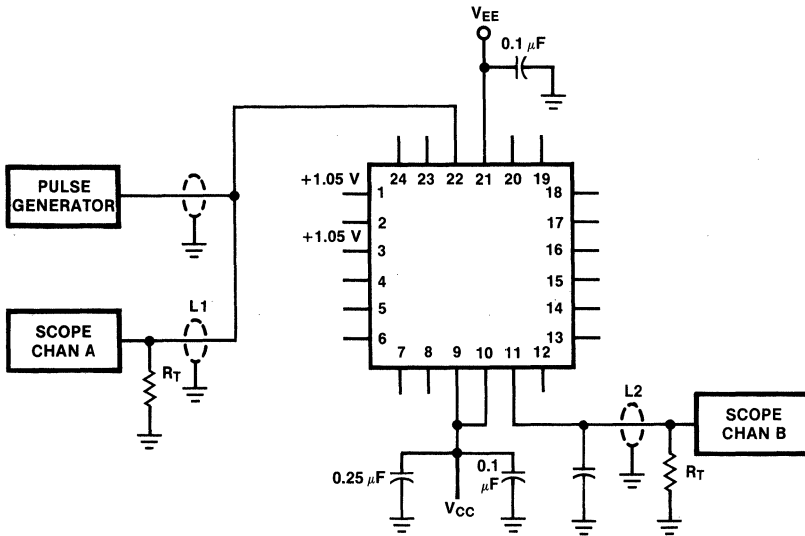 VEE
0.1 μF
24 23 22 21 20 19
PULSE
GENERATOR
+1.05 V
1
2
+1.05 V
3
4
5
6
18
17
16
15
14
13
L1
SCOPE
CHAN A
RT
7 8 9 10 11 12
L2
SCOPE
CHAN B
RT
0.25 μF
0.1
μF
VCC